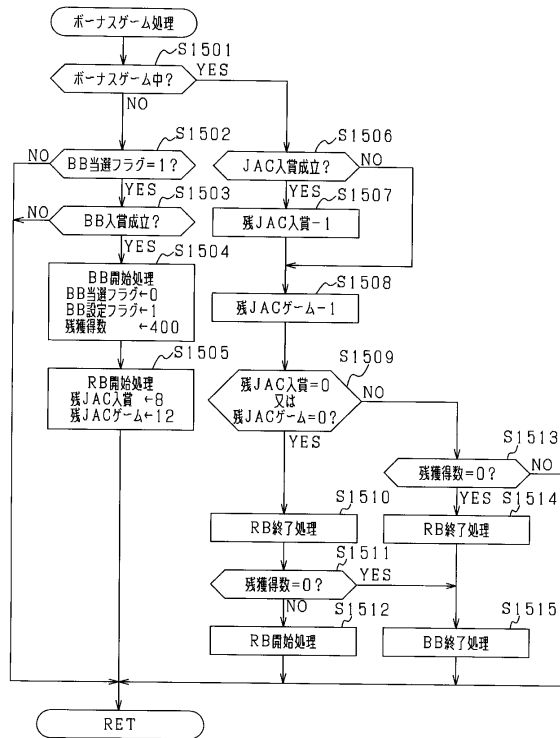 ボーナスゲーム処理
S1501
ボーナスゲーム中?
YES
NO
S1502
BB当選フラグ=1?
NO
YES
S1503
BB入賞成立?
NO
YES
S1504
BB開始処理
BB当選フラグ←0
BB設定フラグ←1
残獲得数 ←400
S1505
RB開始処理
残JAC入賞 ←8
残JACゲーム←12
S1506
JAC入賞成立?
NO
YES
S1507
残JAC入賞-1
S1508
残JACゲーム-1
S1509
残JAC入賞=0
又は
残JACゲーム=0?
NO
YES
S1510
RB終了処理
S1511
残獲得数=0?
YES
NO
S1512
RB開始処理
S1513
残獲得数=0?
NO
YES
S1514
RB終了処理
S1515
BB終了処理
RET